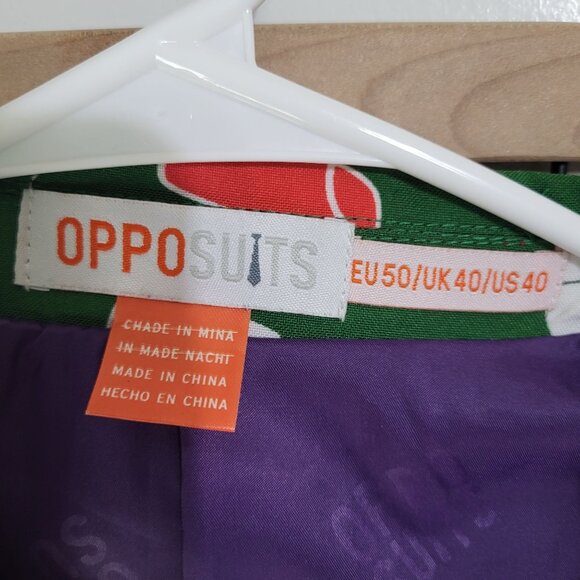 OPPOSUITS
EU50/UK40/US40
CHADE IN MINA
IN MADE NACHI
MADE IN CHINA
HECHO EN CHINA